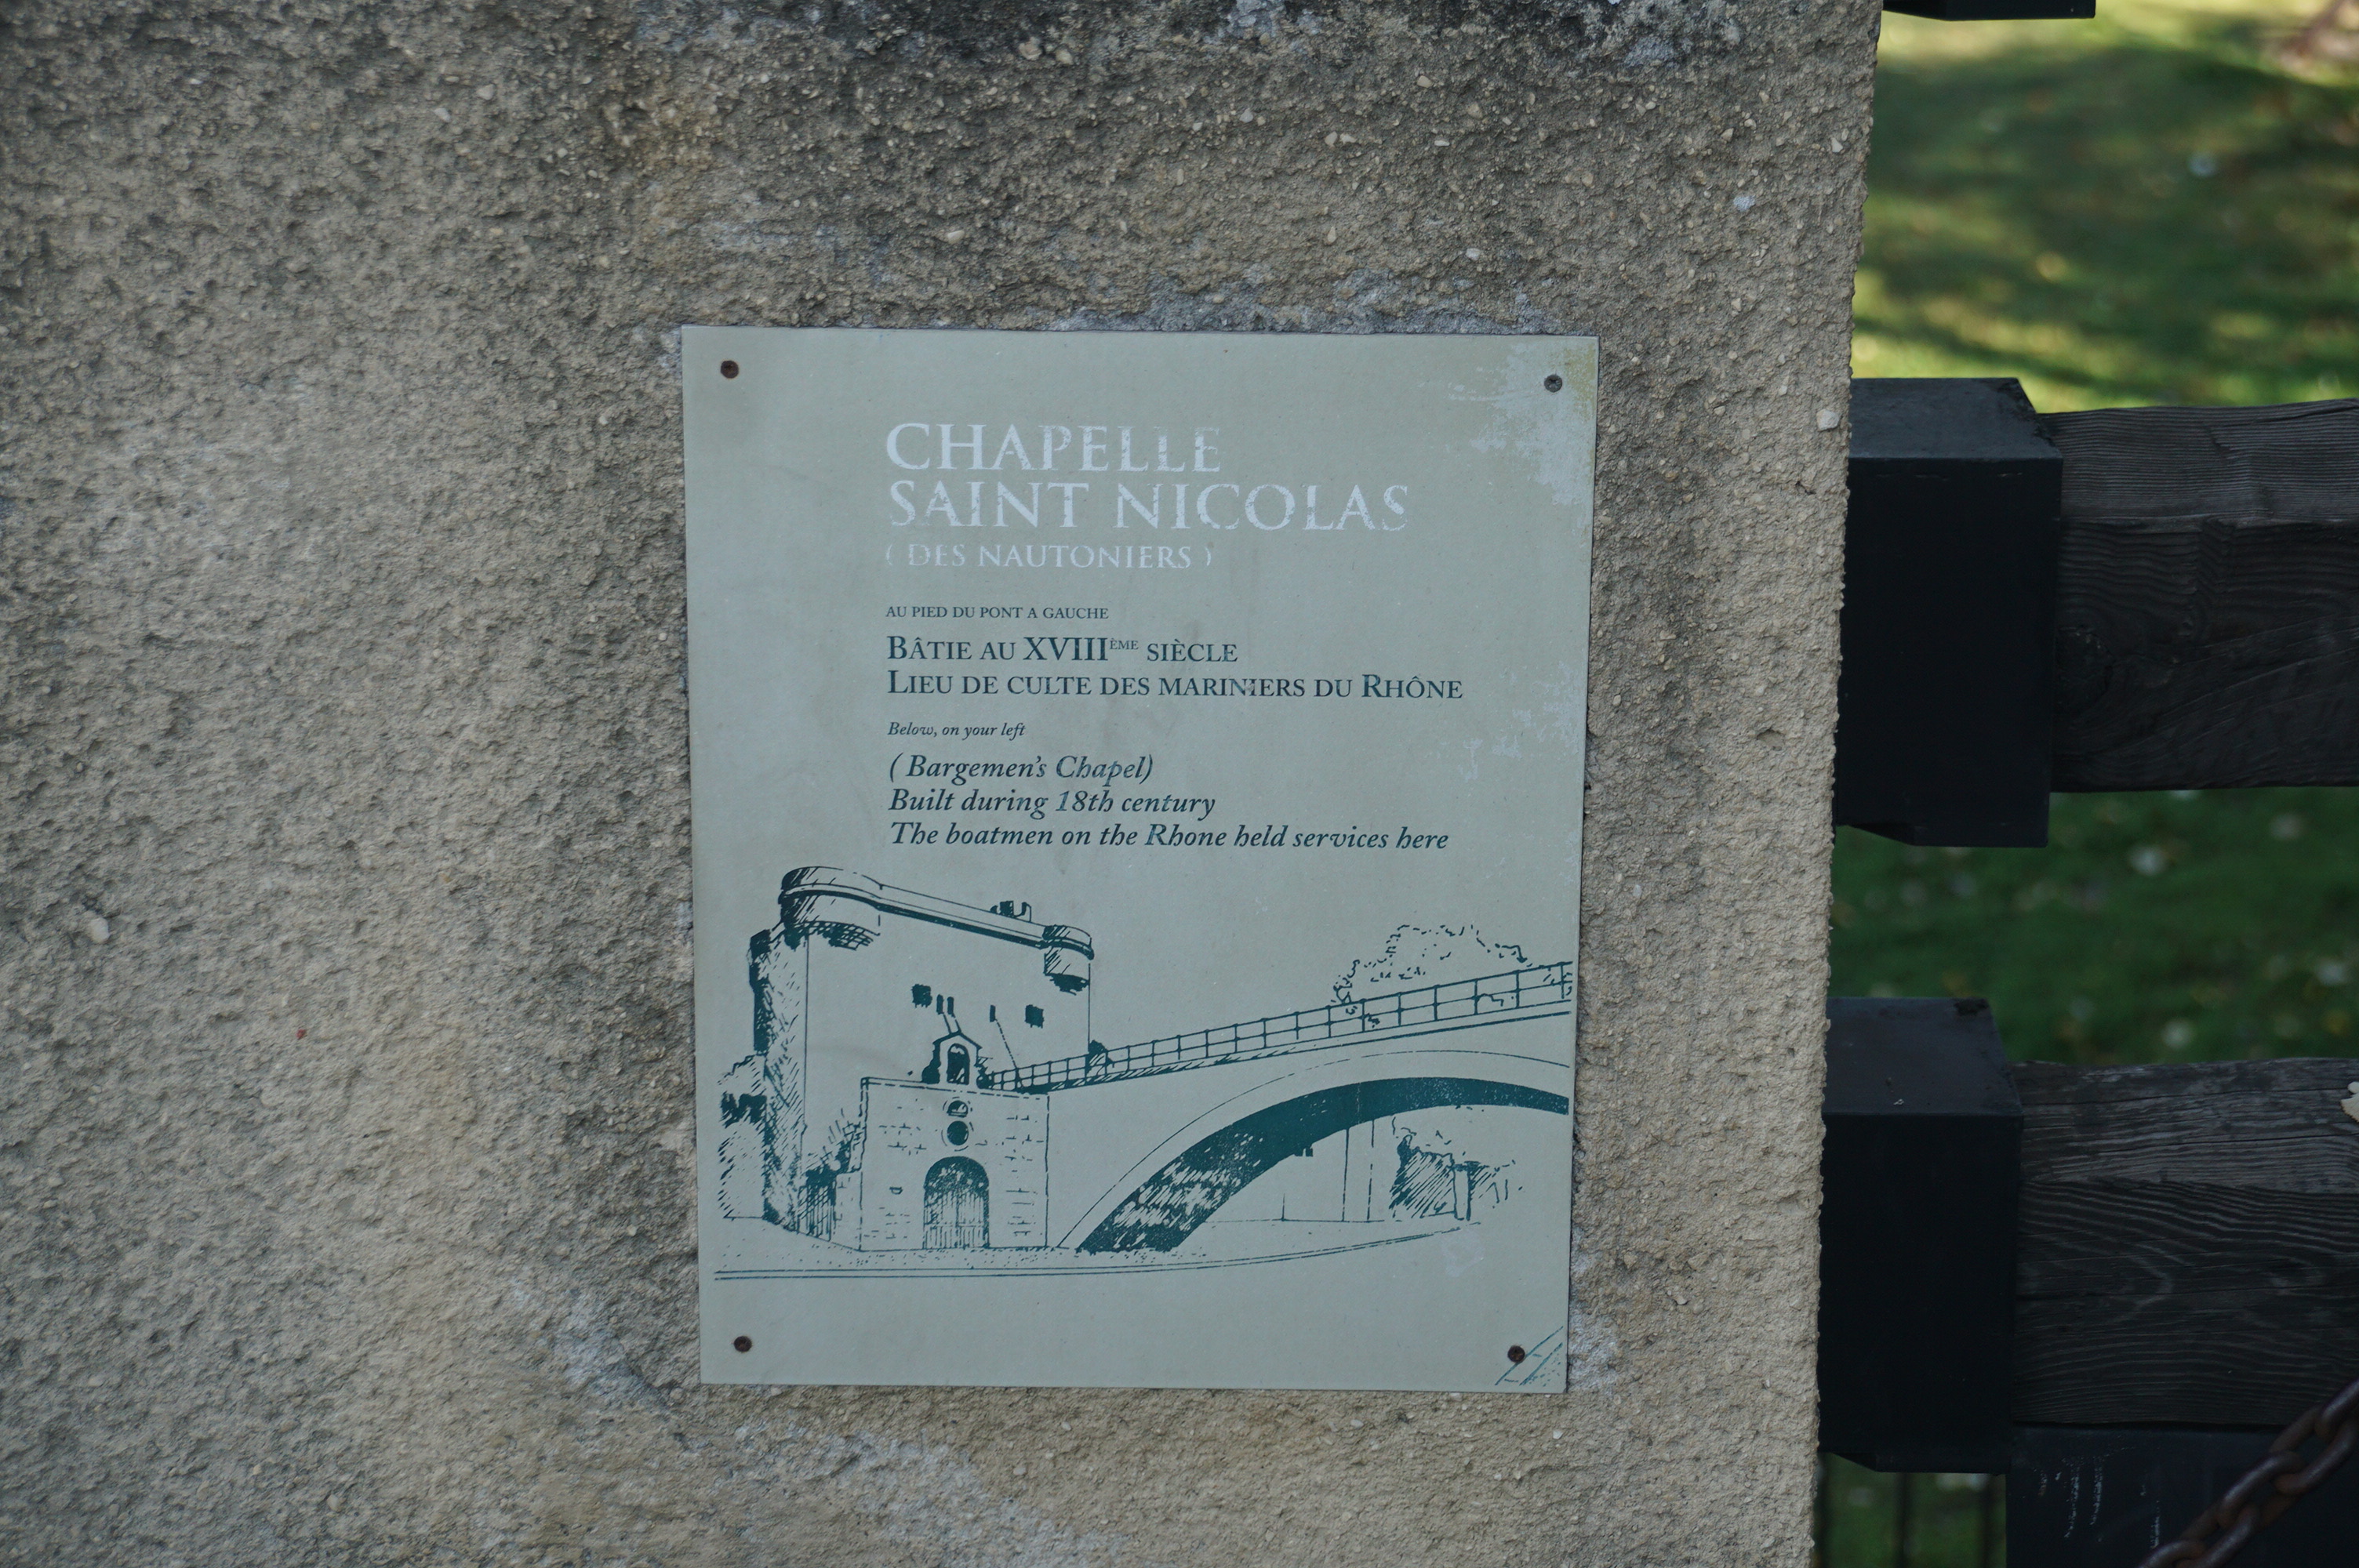 CHAPELLE
SAINT NICOLAS
( DES NAUTONIERS )
AU PIED DU PONT A GAUCHE
BÂTIE AU XVIIIÈME SIÈCLE
LIEU DE CULTE DES MARINIERS DU RHÔNE
Below, on your left
( Bargemen's Chapel)
Built during 18th century
The boatmen on the Rhone held services here